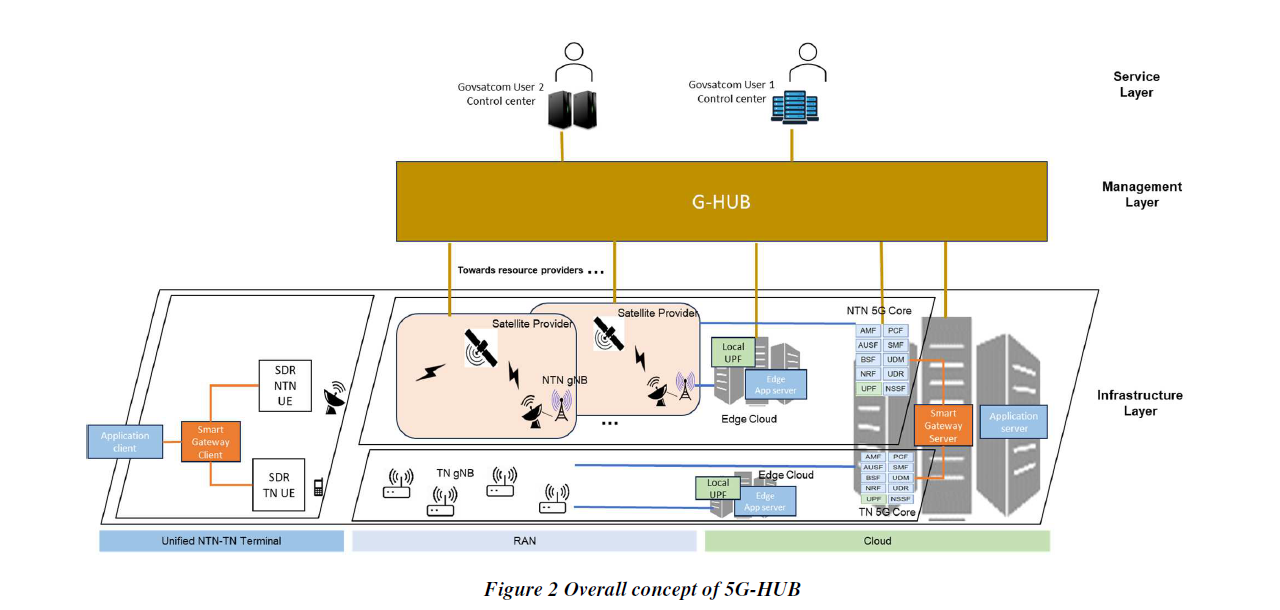 Service
Layer
Govsatcom User 2
Control center
Govsatcom User 1
Control center
Management
Layer
G-HUB
Towards resource providers ...
Infrastructure
Layer
Satellite Provider
Satellite Provider
NTN gNB
...
Local
UPF
Edge
App server
Edge Cloud
NTN 5G Core
AMF PCF
AUSF SMF
BSF UDM
NRF UDR
UPF NSSF
Smart
Gateway
Server
Application
server
SDR
NTN
UE
Application
client
Smart
Gateway
Client
SDR
TN UE
TN gNB
Edge Cloud
Local
UPF
Edge
App server
AMF PCF
AUSF SMF
BSF UDM
NRF UDR
UPF NSSF
TN 5G Core
Unified NTN-TN Terminal
RAN
Cloud
Figure 2 Overall concept of 5G-HUB